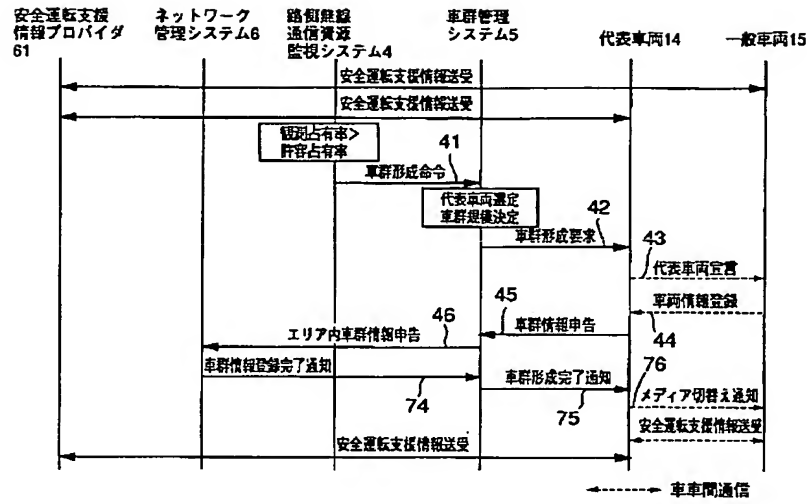 安全運転支援
情報プロバイダ
61
ネットワーク
管理システム6
路側無線
通信資源
監視システム4
車群管理
システム5
代表車両14
一般車両15
安全運転支援情報送受
安全運転支援情報送受
観測占有率>
許容占有率
41
車群形成命令
代表車両選定
車群規模決定
42
車群形成要求
43
代表車両宣言
車両情報登録
44
45
車群情報申告
46
エリア内車群情報申告
車群情報登録完了通知
74
車群形成完了通知
75
76
メディア切替え通知
安全運転支援情報送受
安全運転支援情報送受
車車間通信